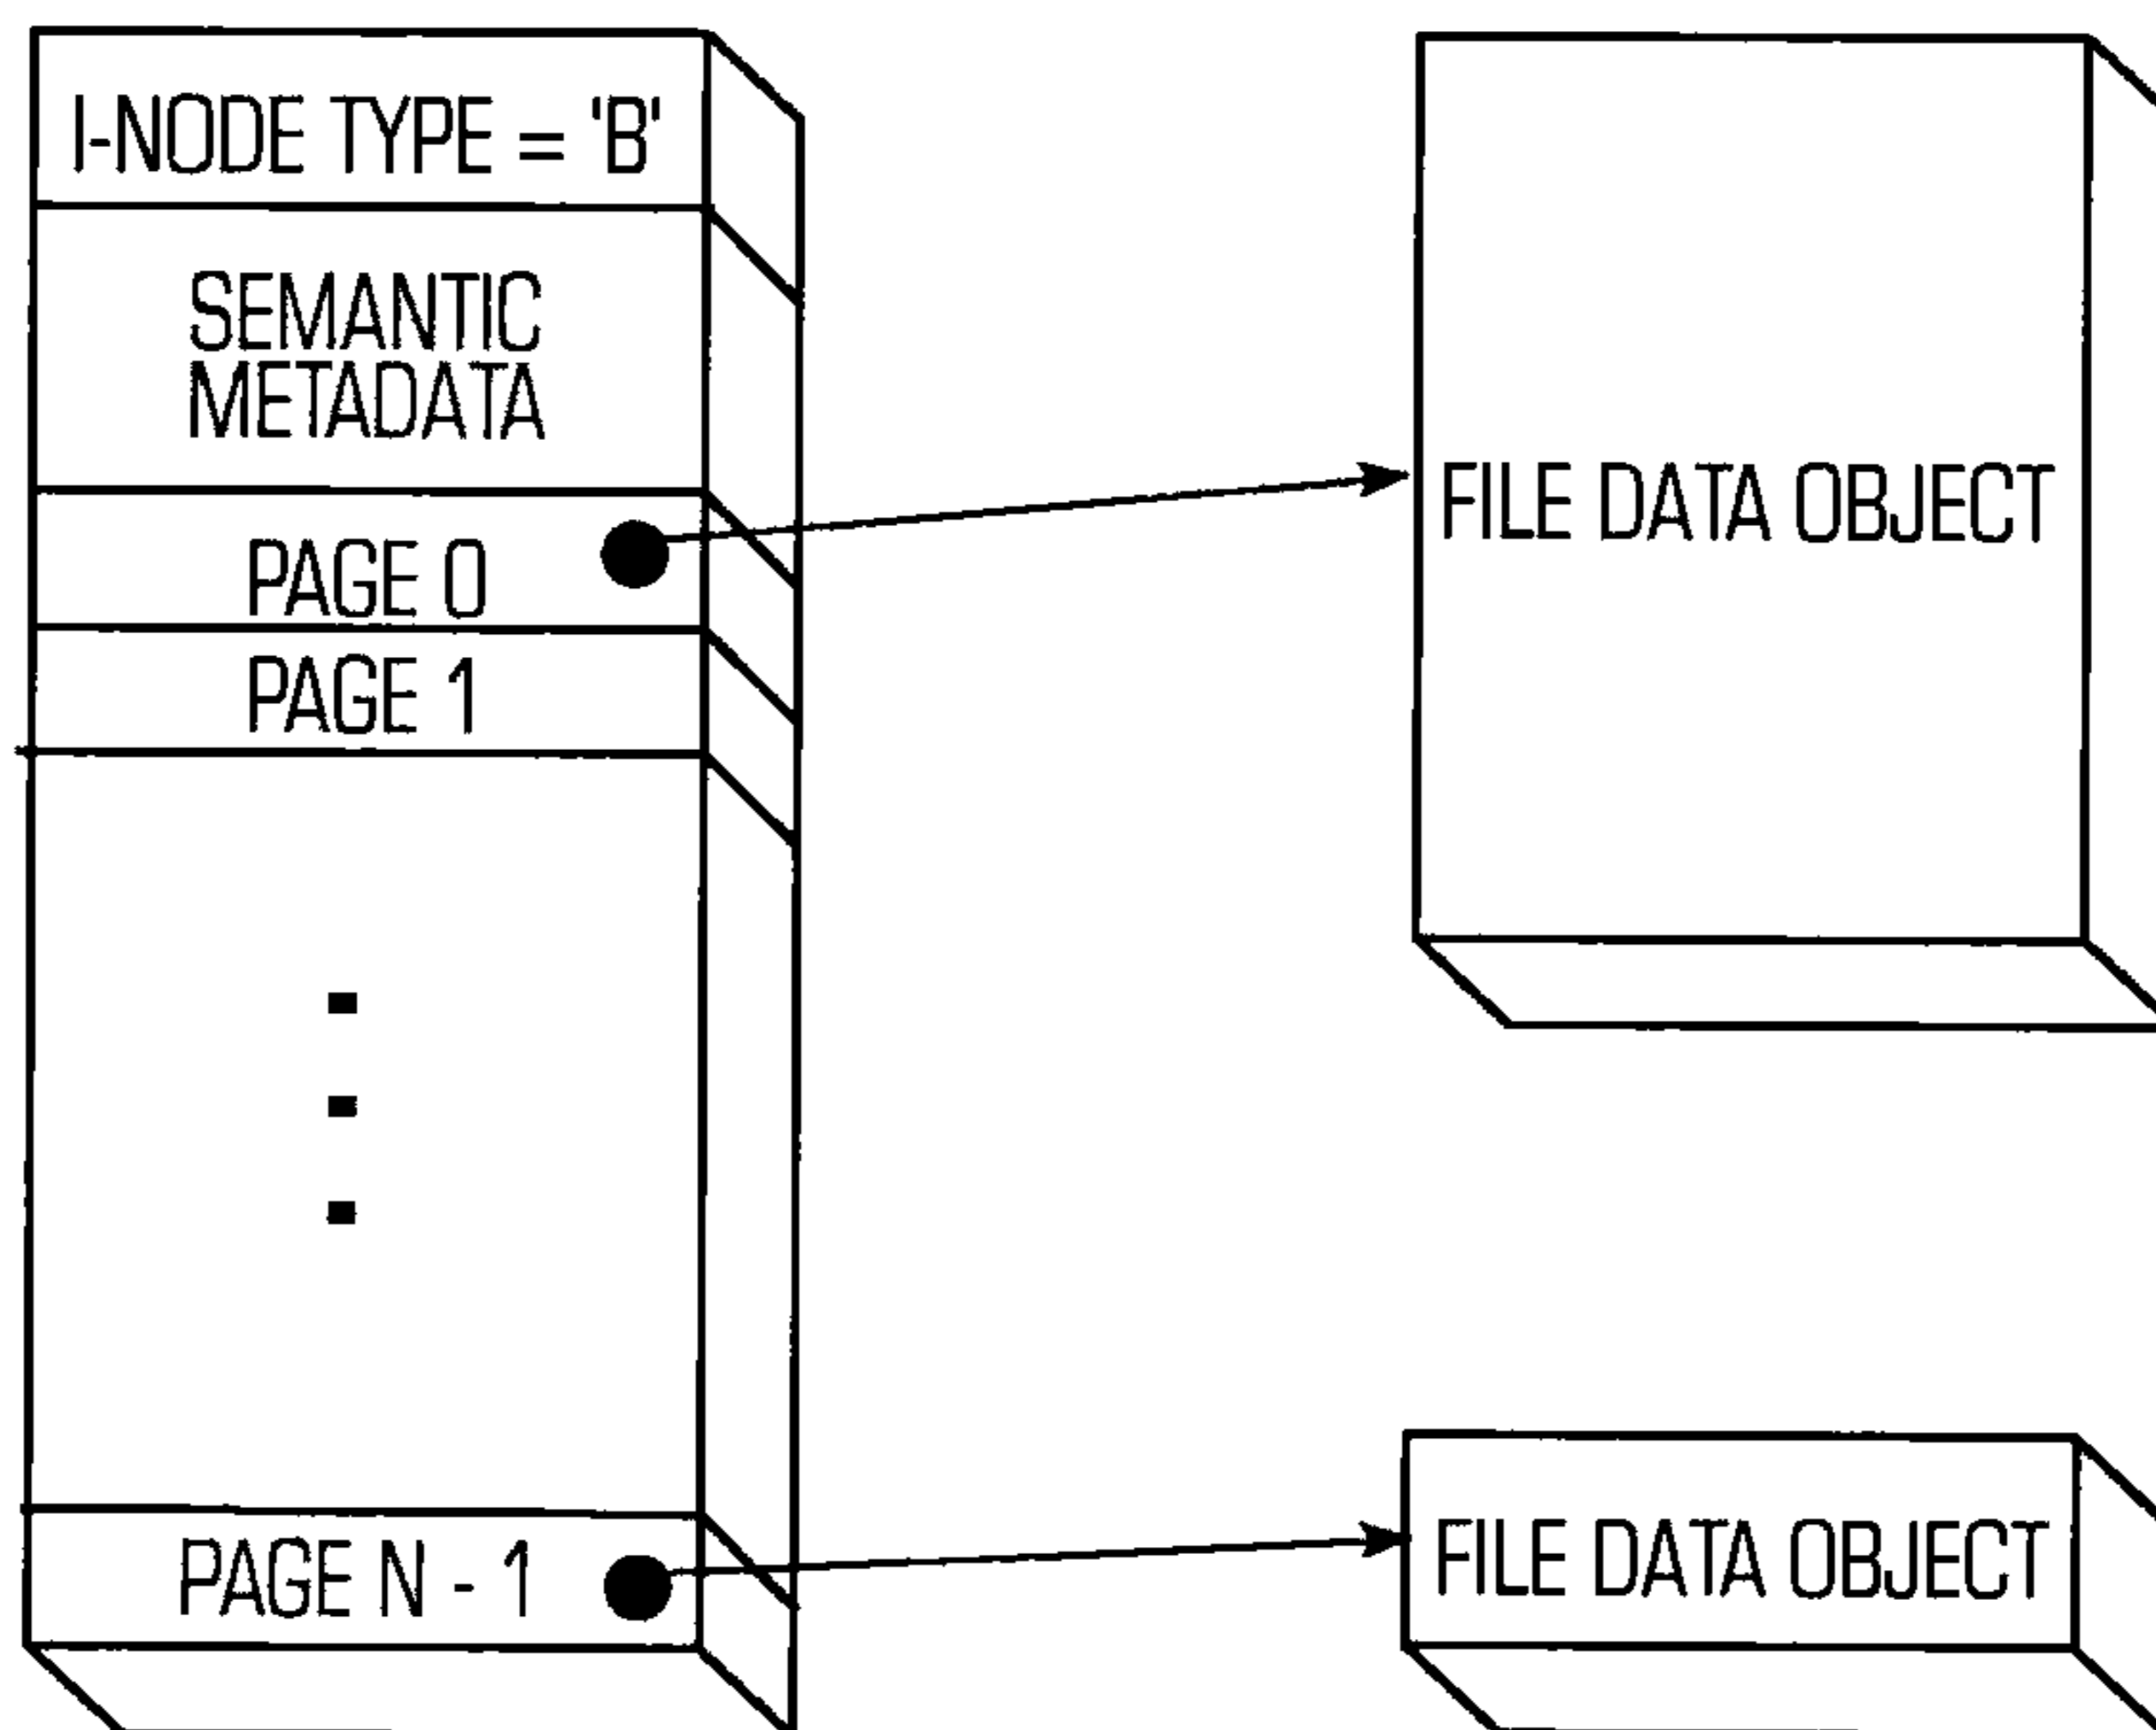 I-NODE TYPE = 'B'
SEMANTIC
METADATA
PAGE 0
PAGE 1
PAGE N - 1
FILE DATA OBJECT
FILE DATA OBJECT